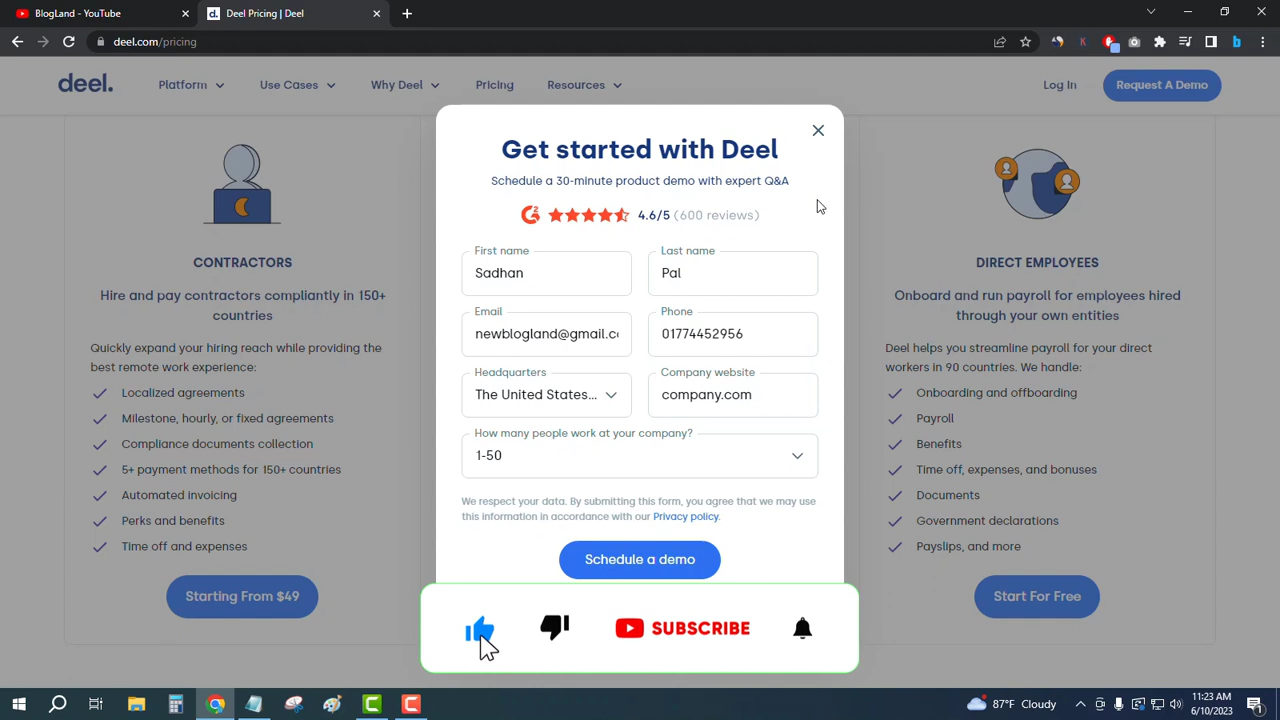 BlogLand - YouTube
Deel Pricing | Deel
deel.com/pricing
deel.
Platform
Use Cases
Why Deel
Pricing
Resources
Log In
Request A Demo
Get started with Deel
Schedule a 30-minute product demo with expert Q&A
4.6/5 (600 reviews)
First name
Sadhan
Last name
Pal
Email
newblogland@gmail.co
Phone
01774452956
Headquarters
The United States...
Company website
company.com
How many people work at your company?
1-50
We respect your data. By submitting this form, you agree that we may use
this information in accordance with our Privacy policy.
Schedule a demo
CONTRACTORS
Hire and pay contractors compliantly in 150+
countries
Quickly expand your hiring reach while providing the
best remote work experience:
Localized agreements
Milestone, hourly, or fixed agreements
Compliance documents collection
5+ payment methods for 150+ countries
Automated invoicing
Perks and benefits
Time off and expenses
Starting From $49
DIRECT EMPLOYEES
Onboard and run payroll for employees hired
through your own entities
Deel helps you streamline payroll for your direct
workers in 90 countries. We handle:
Onboarding and offboarding
Payroll
Benefits
Time off, expenses, and bonuses
Documents
Government declarations
Payslips, and more
Start For Free
SUBSCRIBE
87°F Cloudy
11:23 AM
6/10/2023